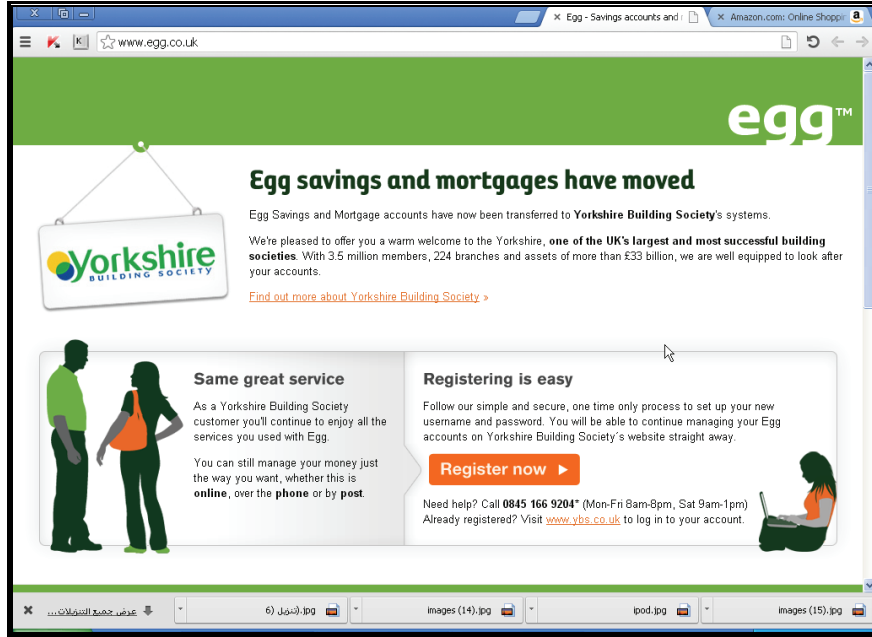 Egg - Savings accounts and
Amazon.com: Online Shoppi
www.egg.co.uk
egg™
Egg savings and mortgages have moved
Egg Savings and Mortgage accounts have now been transferred to Yorkshire Building Society's systems.
We're pleased to offer you a warm welcome to the Yorkshire, one of the UK's largest and most successful building
societies. With 3.5 million members, 224 branches and assets of more than £33 billion, we are well equipped to look after
your accounts.
Find out more about Yorkshire Building Society »
Yorkshire
BUILDING SOCIETY
Same great service
As a Yorkshire Building Society
customer you'll continue to enjoy all the
services you used with Egg.
You can still manage your money just
the way you want, whether this is
online, over the phone or by post.
Registering is easy
Follow our simple and secure, one time only process to set up your new
username and password. You will be able to continue managing your Egg
accounts on Yorkshire Building Society´s website straight away.
Register now
Need help? Call 0845 166 9204* (Mon-Fri 8am-8pm, Sat 9am-1pm)
Already registered? Visit www.ybs.co.uk to log in to your account.
عرض جميع التنزيلات...
تنزيل (6).jpg
images (14).jpg
ipod.jpg
images (15).jpg